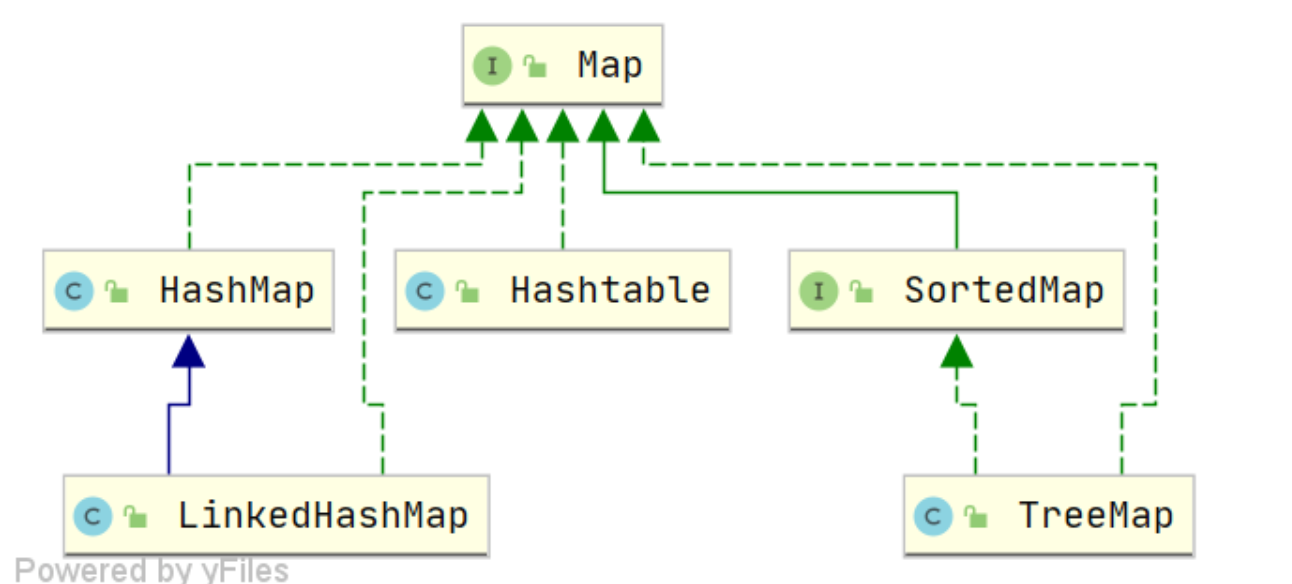 I Map
C HashMap
C Hashtable
I SortedMap
C LinkedHashMap
C TreeMap
Powered by yFiles